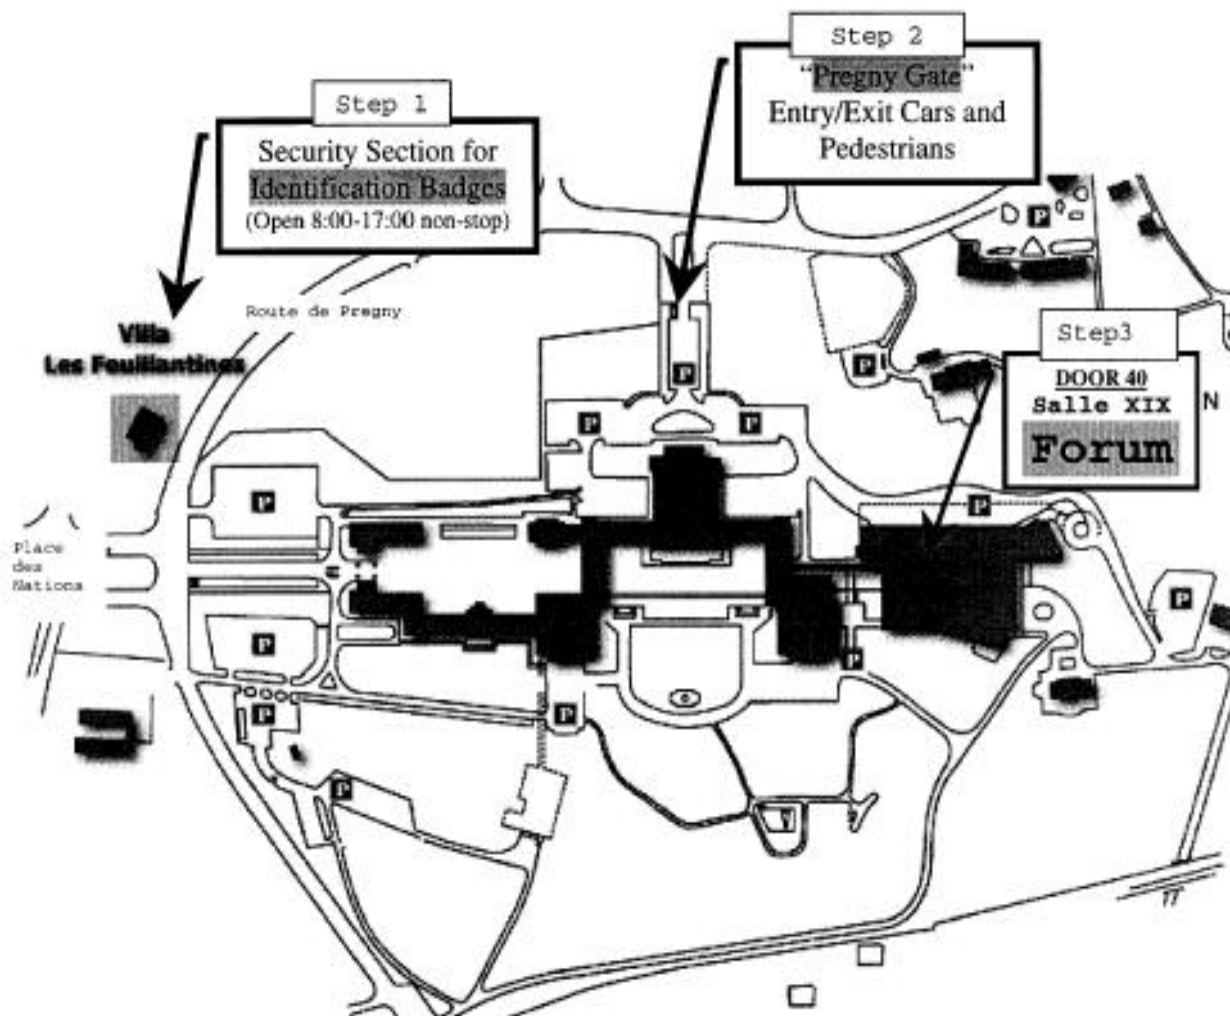 Step 1
Security Section for
Identification Badges
(Open 8:00-17:00 non-stop)
Step 2
"Pregny Gate"
Entry/Exit Cars and
Pedestrians
Route de Pregny
Villa
Les Feuillantines
Step3
DOOR 40
Salle XIX
Forum
N
Place
des
Nations
P
P
P
P
P
P
P
P
P
P
P
P
P
P